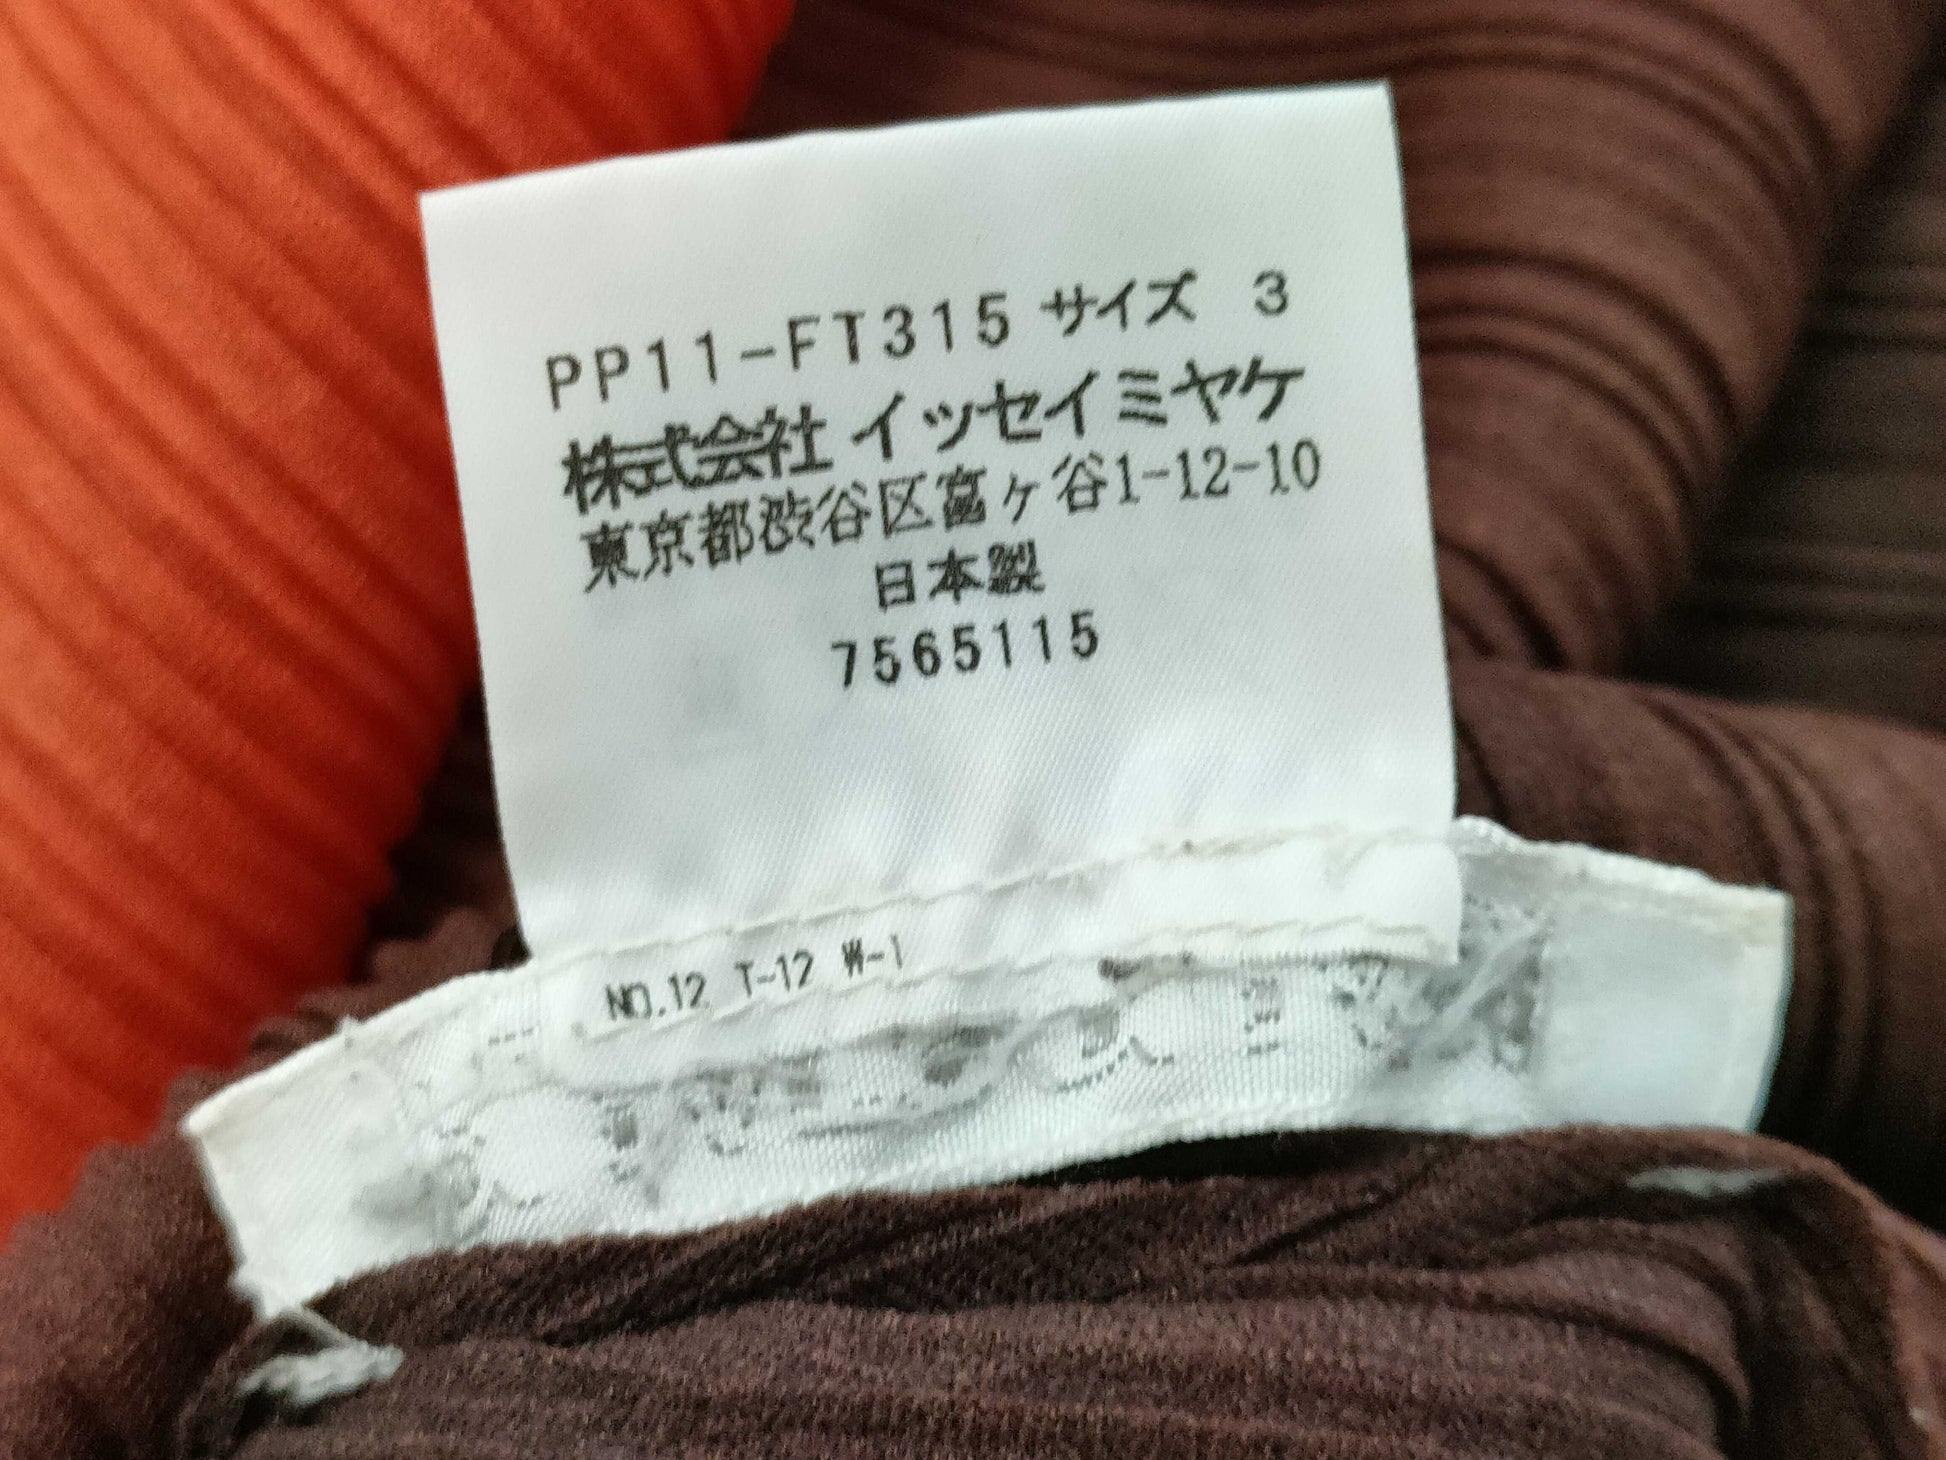 PP11-FT315 サイズ 3
株式会社 イッセイミヤケ
東京都渋谷区富ヶ谷1-12-10
日本製
7565115
NO.12 T-12 W-1